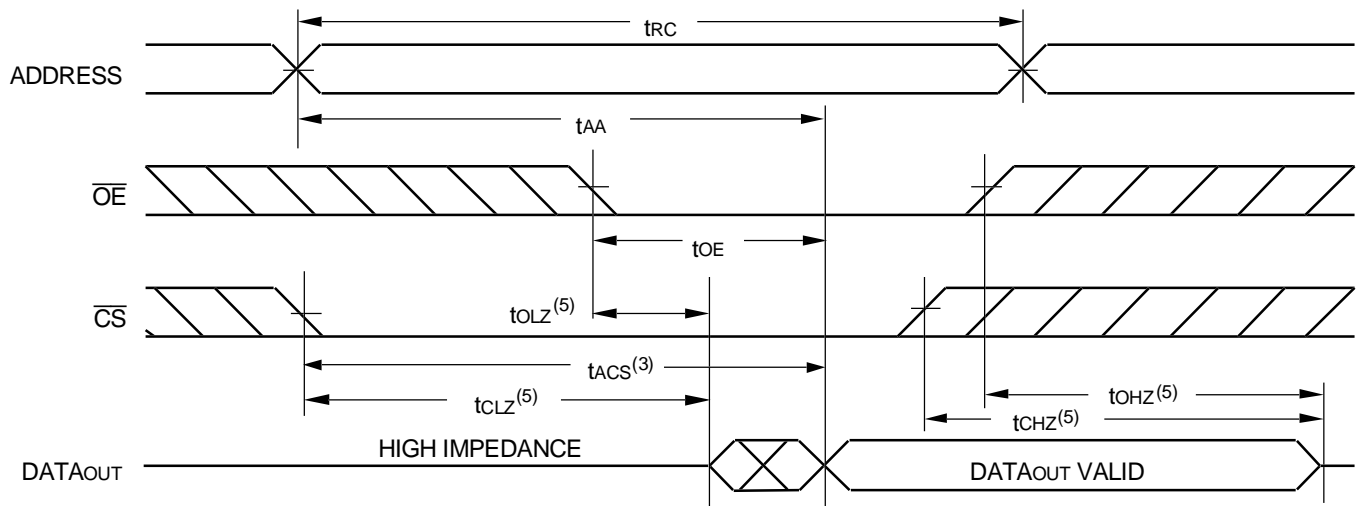 tRC
ADDRESS
tAA
OE
tOE
CS
tOLZ(5)
tACS(3)
tCLZ(5)
tOHZ(5)
tCHZ(5)
HIGH IMPEDANCE
DATAOUT
DATAOUT VALID